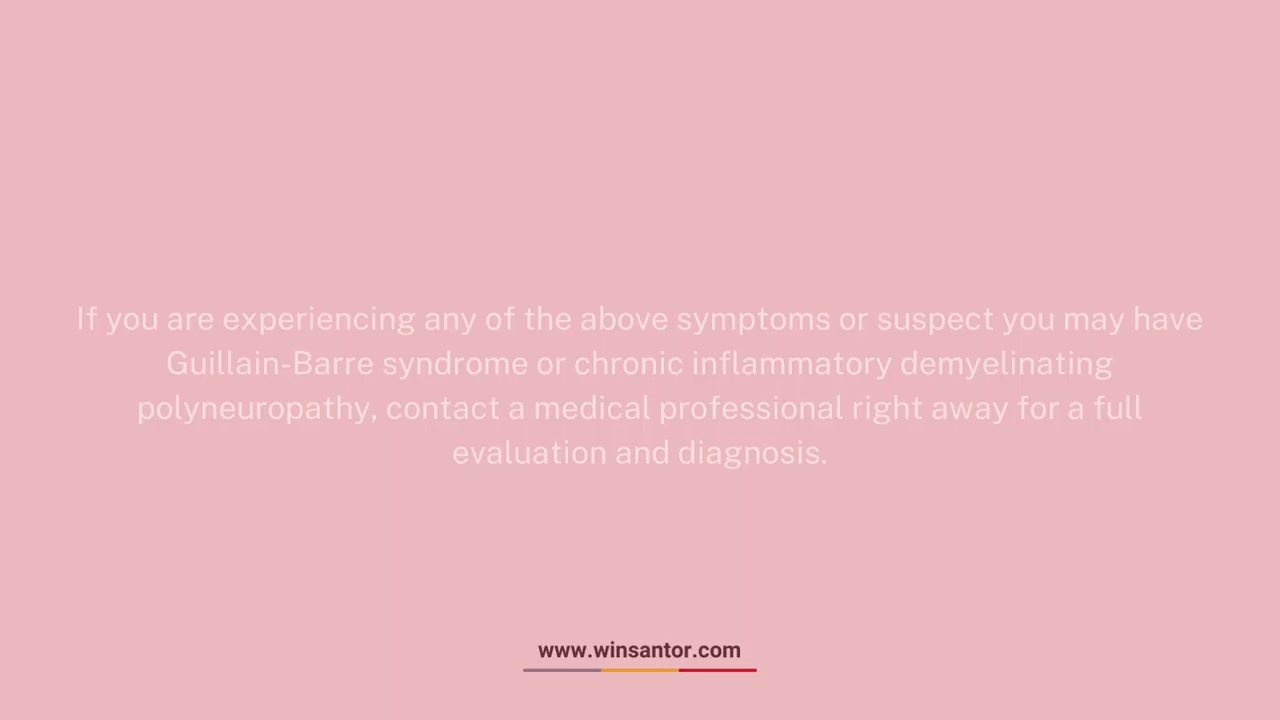 If you are experiencing any of the above symptoms or suspect you may have
Guillain-Barre syndrome or chronic inflammatory demyelinating
polyneuropathy, contact a medical professional right away for a full
evaluation and diagnosis.
www.winsantor.com